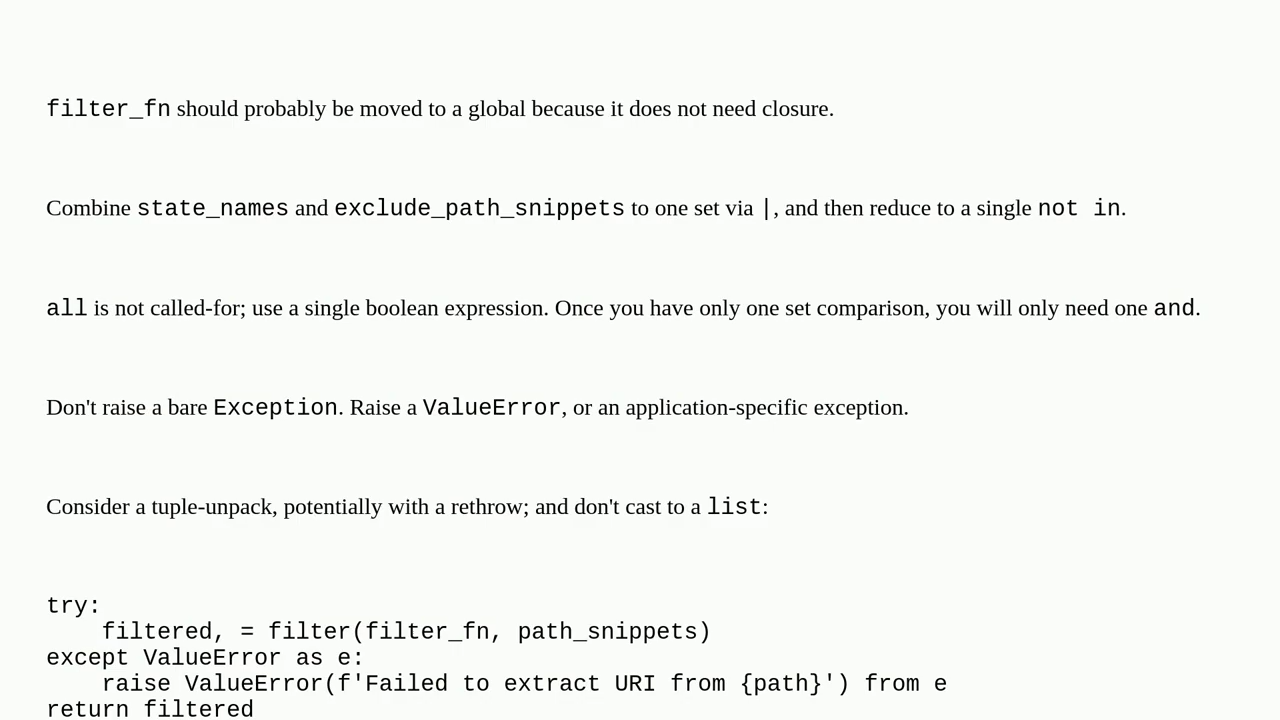 filter_fn should probably be moved to a global because it does not need closure.
Combine state_names and exclude_path_snippets to one set via |, and then reduce to a single not in.
all is not called-for; use a single boolean expression. Once you have only one set comparison, you will only need one and.
Don't raise a bare Exception. Raise a ValueError, or an application-specific exception.
Consider a tuple-unpack, potentially with a rethrow; and don't cast to a list:
try:
    filtered, = filter(filter_fn, path_snippets)
except ValueError as e:
    raise ValueError(f'Failed to extract URI from {path}') from e
return filtered